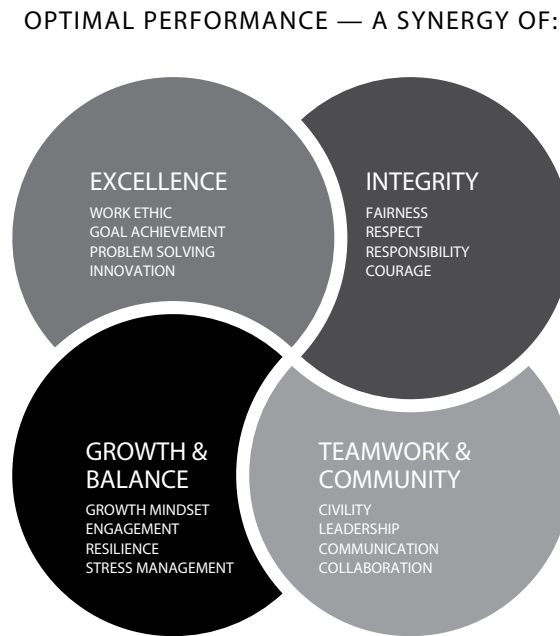 OPTIMAL PERFORMANCE — A SYNERGY OF:
EXCELLENCE
WORK ETHIC
GOAL ACHIEVEMENT
PROBLEM SOLVING
INNOVATION
INTEGRITY
FAIRNESS
RESPECT
RESPONSIBILITY
COURAGE
GROWTH &
BALANCE
GROWTH MINDSET
ENGAGEMENT
RESILIENCE
STRESS MANAGEMENT
TEAMWORK &
COMMUNITY
CIVILITY
LEADERSHIP
COMMUNICATION
COLLABORATION